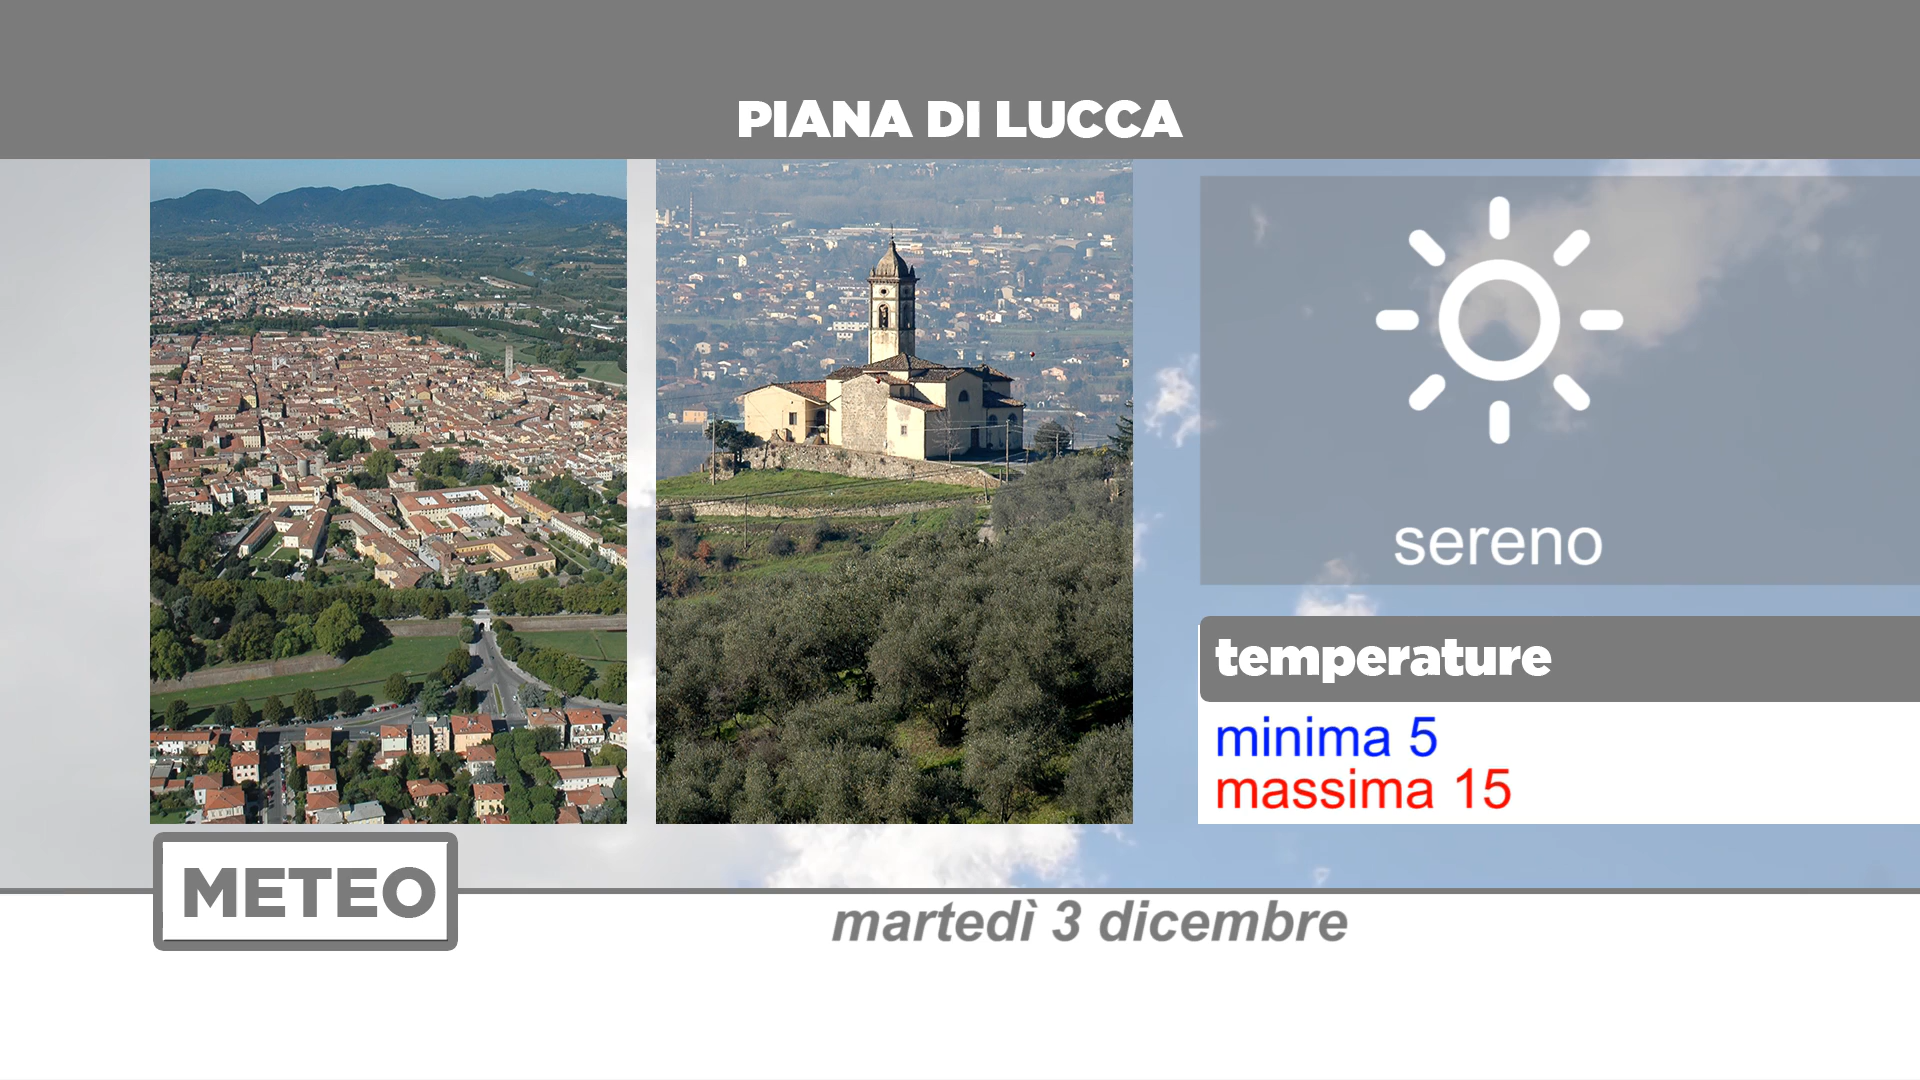 PIANA DI LUCCA
sereno
temperature
minima 5
massima 15
METEO
martedì 3 dicembre